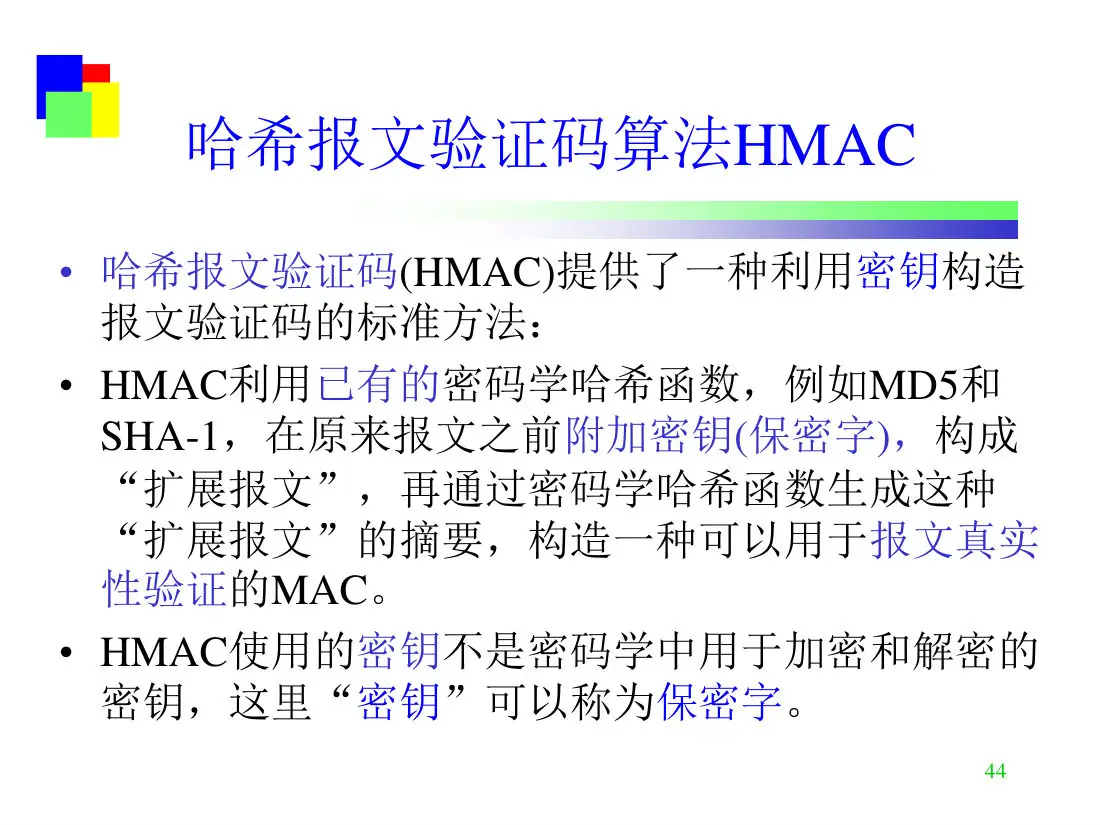 哈希报文验证码算法HMAC
• 哈希报文验证码(HMAC)提供了一种利用密钥构造
报文验证码的标准方法：
• HMAC利用已有的密码学哈希函数，例如MD5和
SHA-1，在原来报文之前附加密钥(保密字)，构成
“扩展报文”，再通过密码学哈希函数生成这种
“扩展报文”的摘要，构造一种可以用于报文真实
性验证的MAC。
• HMAC使用的密钥不是密码学中用于加密和解密的
密钥，这里“密钥”可以称为保密字。
44